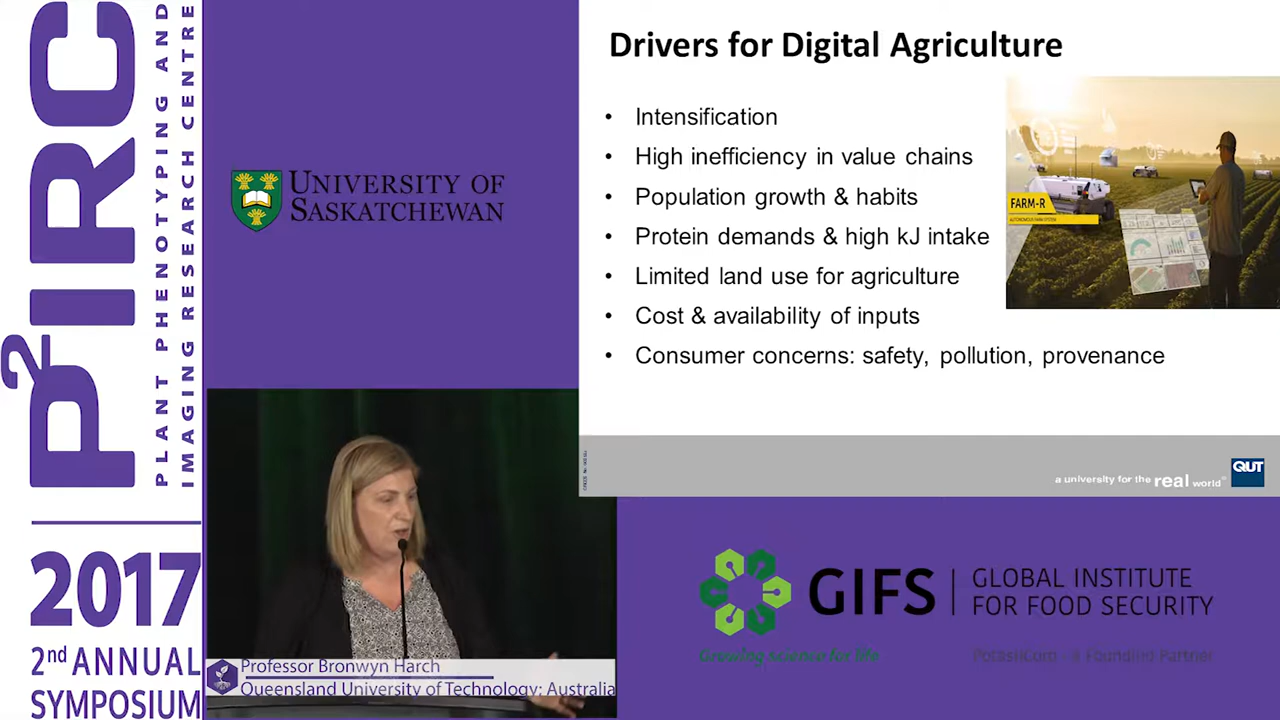 P²IRC
PLANT PHENOTYPING AND
IMAGING RESEARCH CENTRE
2017
2nd ANNUAL
SYMPOSIUM
UNIVERSITY OF
SASKATCHEWAN
Drivers for Digital Agriculture
• Intensification
• High inefficiency in value chains
• Population growth & habits
• Protein demands & high kJ intake
• Limited land use for agriculture
• Cost & availability of inputs
• Consumer concerns: safety, pollution, provenance
FARM-R
AUTONOMOUS FARM SYSTEM
a university for the real world
QUT
Professor Bronwyn Harch
Queensland University of Technology: Australia
GIFS
GLOBAL INSTITUTE
FOR FOOD SECURITY
Growing science for life
PotashCorp - a Founding Partner